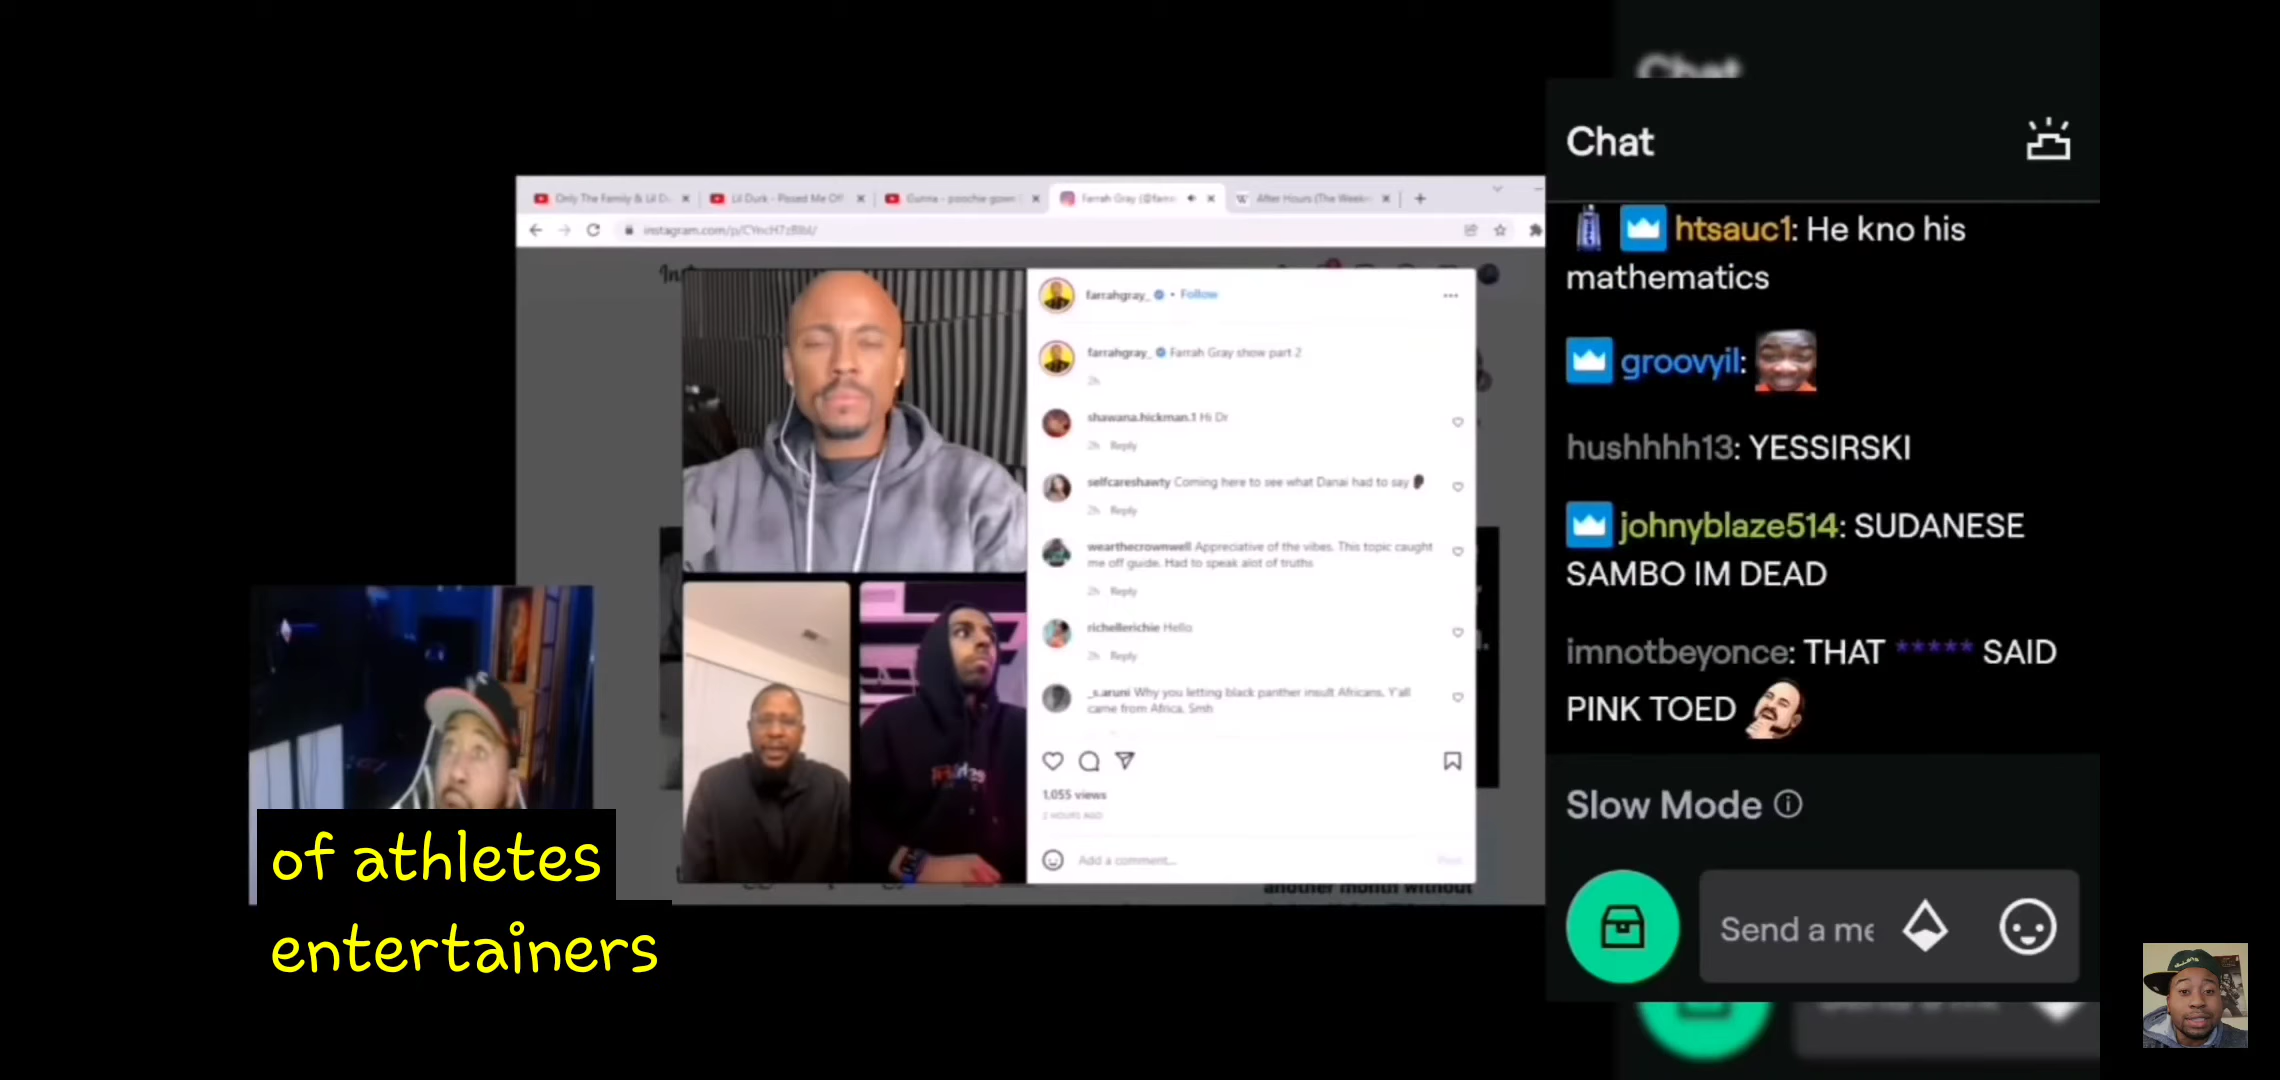 Chat
Chat
Only The Family & Lil D
Lil Durk - Pissed Me Off
Gunna - poochie gown
Farrah Gray (@farra
After Hours (The Week
instagram.com/p/
farrahgray_ • Follow
farrahgray_ Farrah Gray show part 2
2h
shawana.hickman.1 Hi Dr
2h Reply
selfcareshawty Coming here to see what Danai had to say
2h Reply
wearthecrownwell Appreciative of the vibes. This topic caught
me off guide. Had to speak alot of truths
2h Reply
richellerichie Hello
2h Reply
_s.aruni Why you letting black panther insult Africans. Y'all
came from Africa. Smh
1,055 views
2 HOURS AGO
Add a comment...
Post
another month without
htsauc1: He kno his
mathematics
groovyil:
hushhhh13: YESSIRSKI
johnyblaze514: SUDANESE
SAMBO IM DEAD
imnotbeyonce: THAT ***** SAID
PINK TOED
Slow Mode
Send a me
of athletes
entertainers